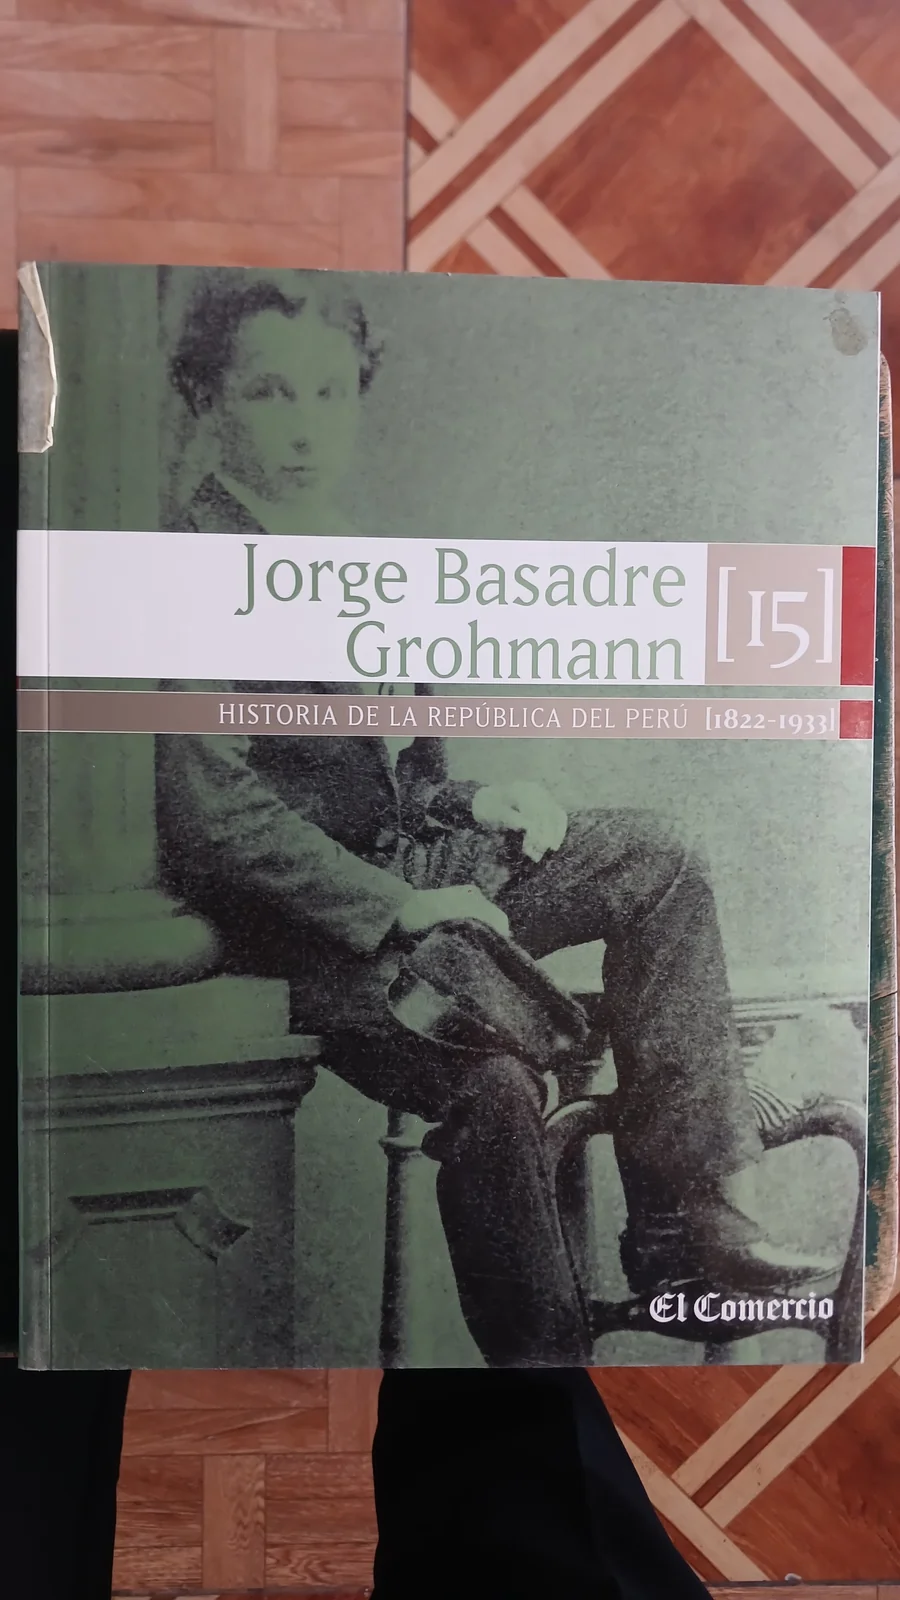 Jorge Basadre
Grohmann
[15]
HISTORIA DE LA REPÚBLICA DEL PERÚ [1822-1933]
El Comercio